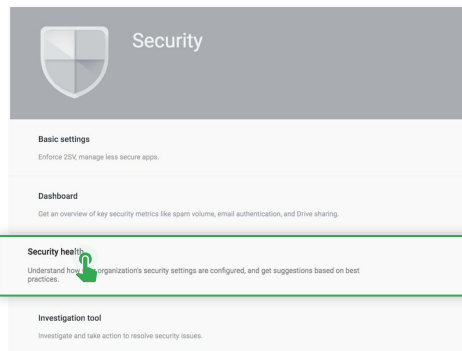 Security
Basic settings
Enforce 2SV, manage less secure apps.
Dashboard
Get an overview of key security metrics like spam volume, email authentication, and Drive sharing.
Security health
Understand how organization's security settings are configured, and get suggestions based on best
practices.
Investigation tool
Investigate and take action to resolve security issues.